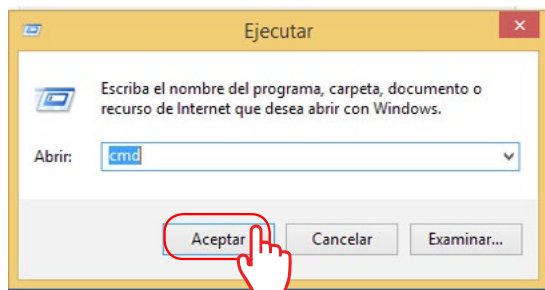 Ejecutar
Escriba el nombre del programa, carpeta, documento o
recurso de Internet que desea abrir con Windows.
Abrir:
cmd
Aceptar
Cancelar
Examinar...